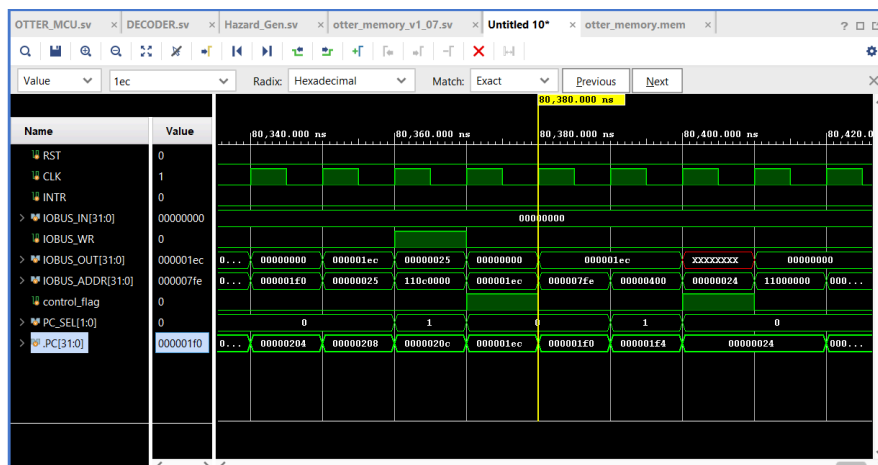 OTTER_MCU.sv × DECODER.sv × Hazard_Gen.sv × otter_memory_v1_07.sv × Untitled 10* × otter_memory.mem ×
Value 1ec Radix: Hexadecimal Match: Exact Previous Next
80,380.000 ns
Name Value 80,340.000 ns 80,360.000 ns 80,380.000 ns 80,400.000 ns 80,420.0
RST 0
CLK 1
INTR 0
IOBUS_IN[31:0] 00000000 00000000
IOBUS_WR 0
IOBUS_OUT[31:0] 000001ec 0... 00000000 000001ec 00000025 00000000 000001ec XXXXXXXX 00000000
IOBUS_ADDR[31:0] 000007fe 0... 000001f0 00000025 110c0000 000001ec 000007fe 00000400 00000024 11000000 000...
control_flag 0
PC_SEL[1:0] 0 0 1 0 1 0
.PC[31:0] 000001f0 0... 00000204 00000208 0000020c 000001ec 000001f0 000001f4 00000024 000...